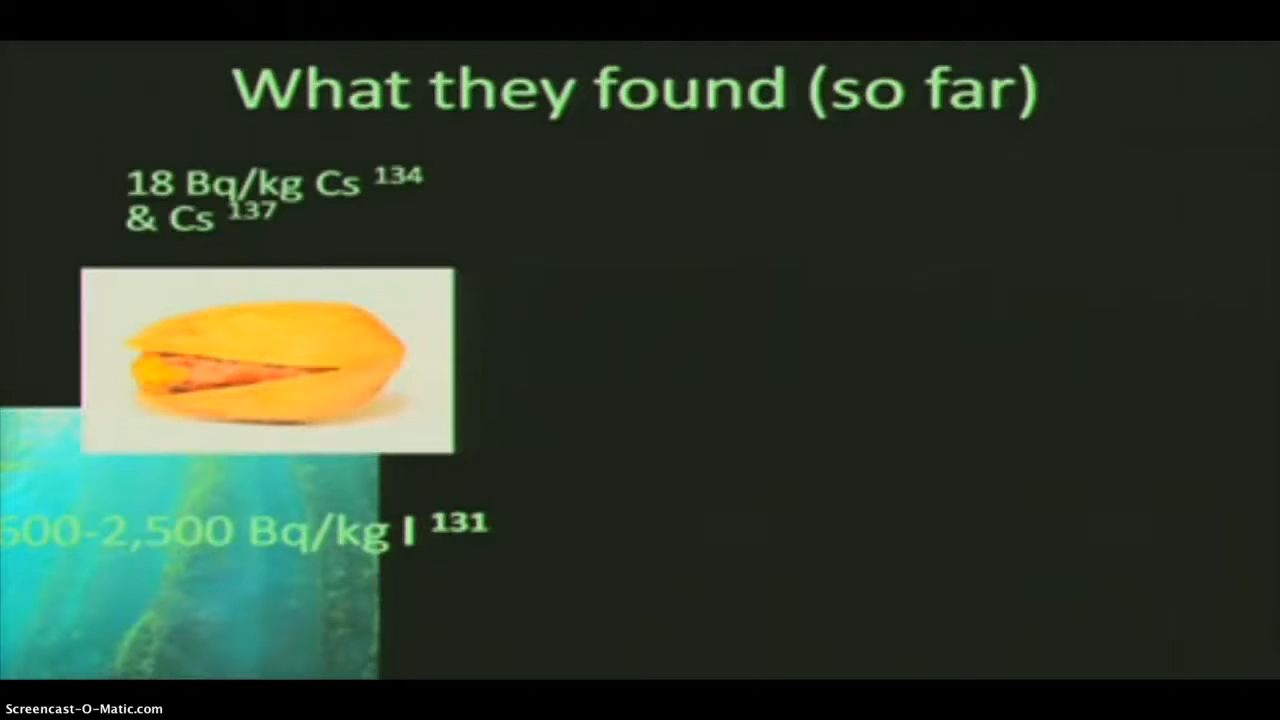 What they found (so far)
18 Bq/kg Cs ¹³⁴
& Cs ¹³⁷
600-2,500 Bq/kg I ¹³¹
Screencast-O-Matic.com